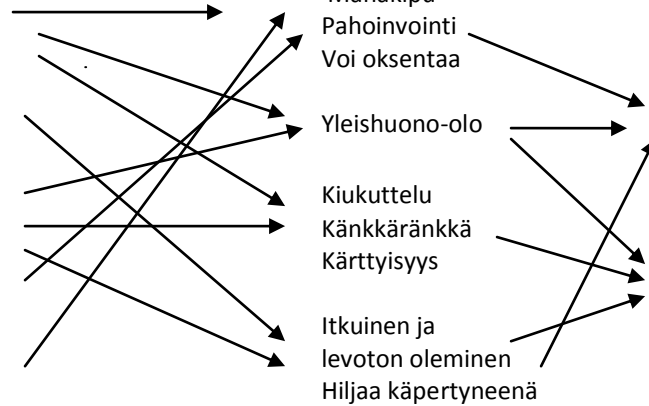 Pahoinvointi
Voi oksentaa
Yleishuono-olo
Kiukuttelu
Känkkäränkkä
Kärttyisyys
Itkuinen ja
levoton oleminen
Hiljaa käpertyneenä